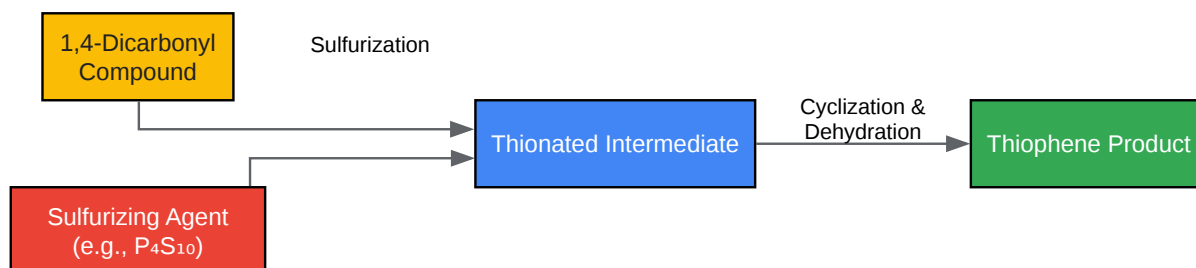 1,4-Dicarbonyl
Compound
Sulfurization
Cyclization &
Dehydration
Thionated Intermediate
Thiophene Product
Sulfurizing Agent
(e.g., P₄S₁₀)